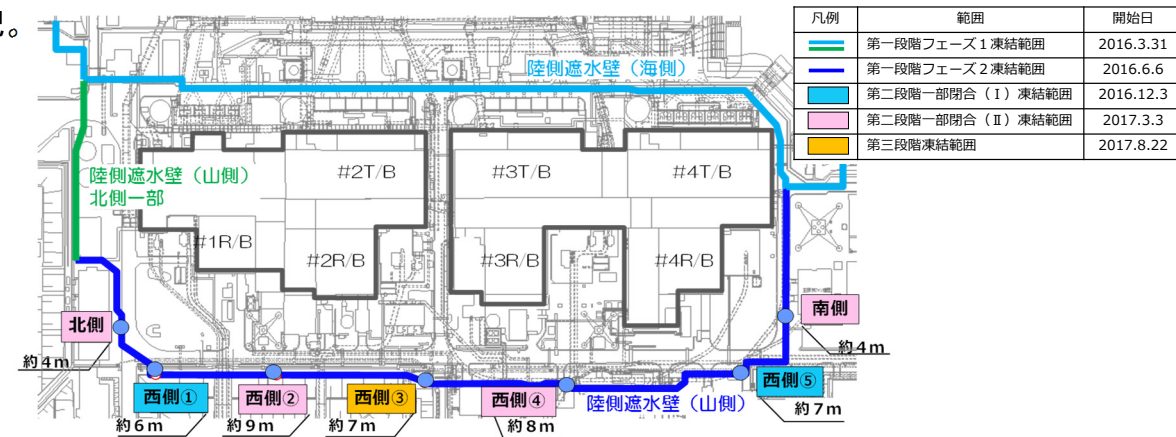 。
凡例 範囲 開始日
第一段階フェーズ1凍結範囲 2016.3.31
第一段階フェーズ2凍結範囲 2016.6.6
第二段階一部閉合（Ⅰ）凍結範囲 2016.12.3
第二段階一部閉合（Ⅱ）凍結範囲 2017.3.3
第三段階凍結範囲 2017.8.22
陸側遮水壁（海側）
陸側遮水壁（山側）
北側一部
#2T/B
#3T/B
#4T/B
#1R/B
#2R/B
#3R/B
#4R/B
北側
約4m
南側
約4m
西側①
約6m
西側②
約9m
西側③
約7m
西側④
約8m
陸側遮水壁（山側）
西側⑤
約7m